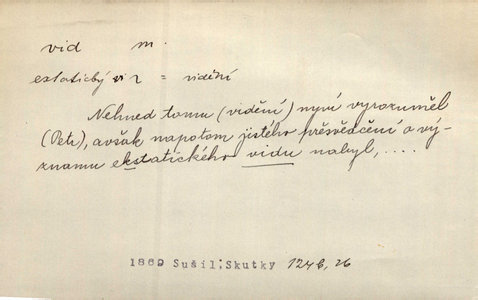 vid m.
extatický = vidění
Nehned tomu (vidění) nyní vyrozuměl
(Petr), avšak napotom jistého přesvědčení o vý-
znamu ekstatického vidu nabyl, ....
1869 Sušil: Skutky 124b, 26